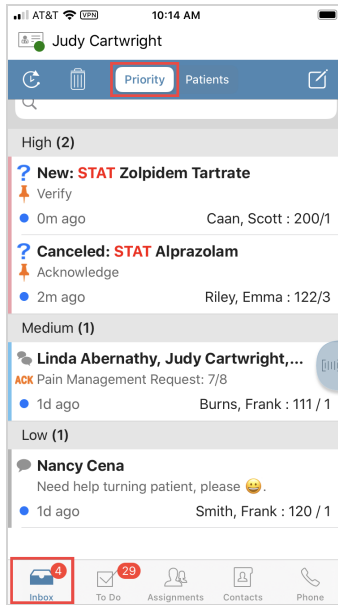 AT&T VPN 10:14 AM
Judy Cartwright
Priority Patients
High (2)
New: STAT Zolpidem Tartrate
Verify
0m ago Caan, Scott : 200/1
Canceled: STAT Alprazolam
Acknowledge
2m ago Riley, Emma : 122/3
Medium (1)
Linda Abernathy, Judy Cartwright,...
ACK Pain Management Request: 7/8
1d ago Burns, Frank : 111 / 1
Low (1)
Nancy Cena
Need help turning patient, please 😀.
1d ago Smith, Frank : 120 / 1
4 29
Inbox To Do Assignments Contacts Phone